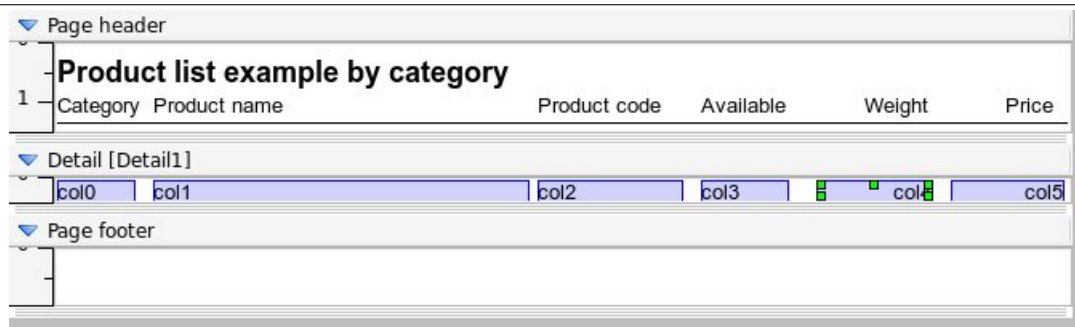 Page header
Product list example by category
1
Category Product name Product code Available Weight Price
Detail [Detail1]
col0 col1 col2 col3 col4 col5
Page footer